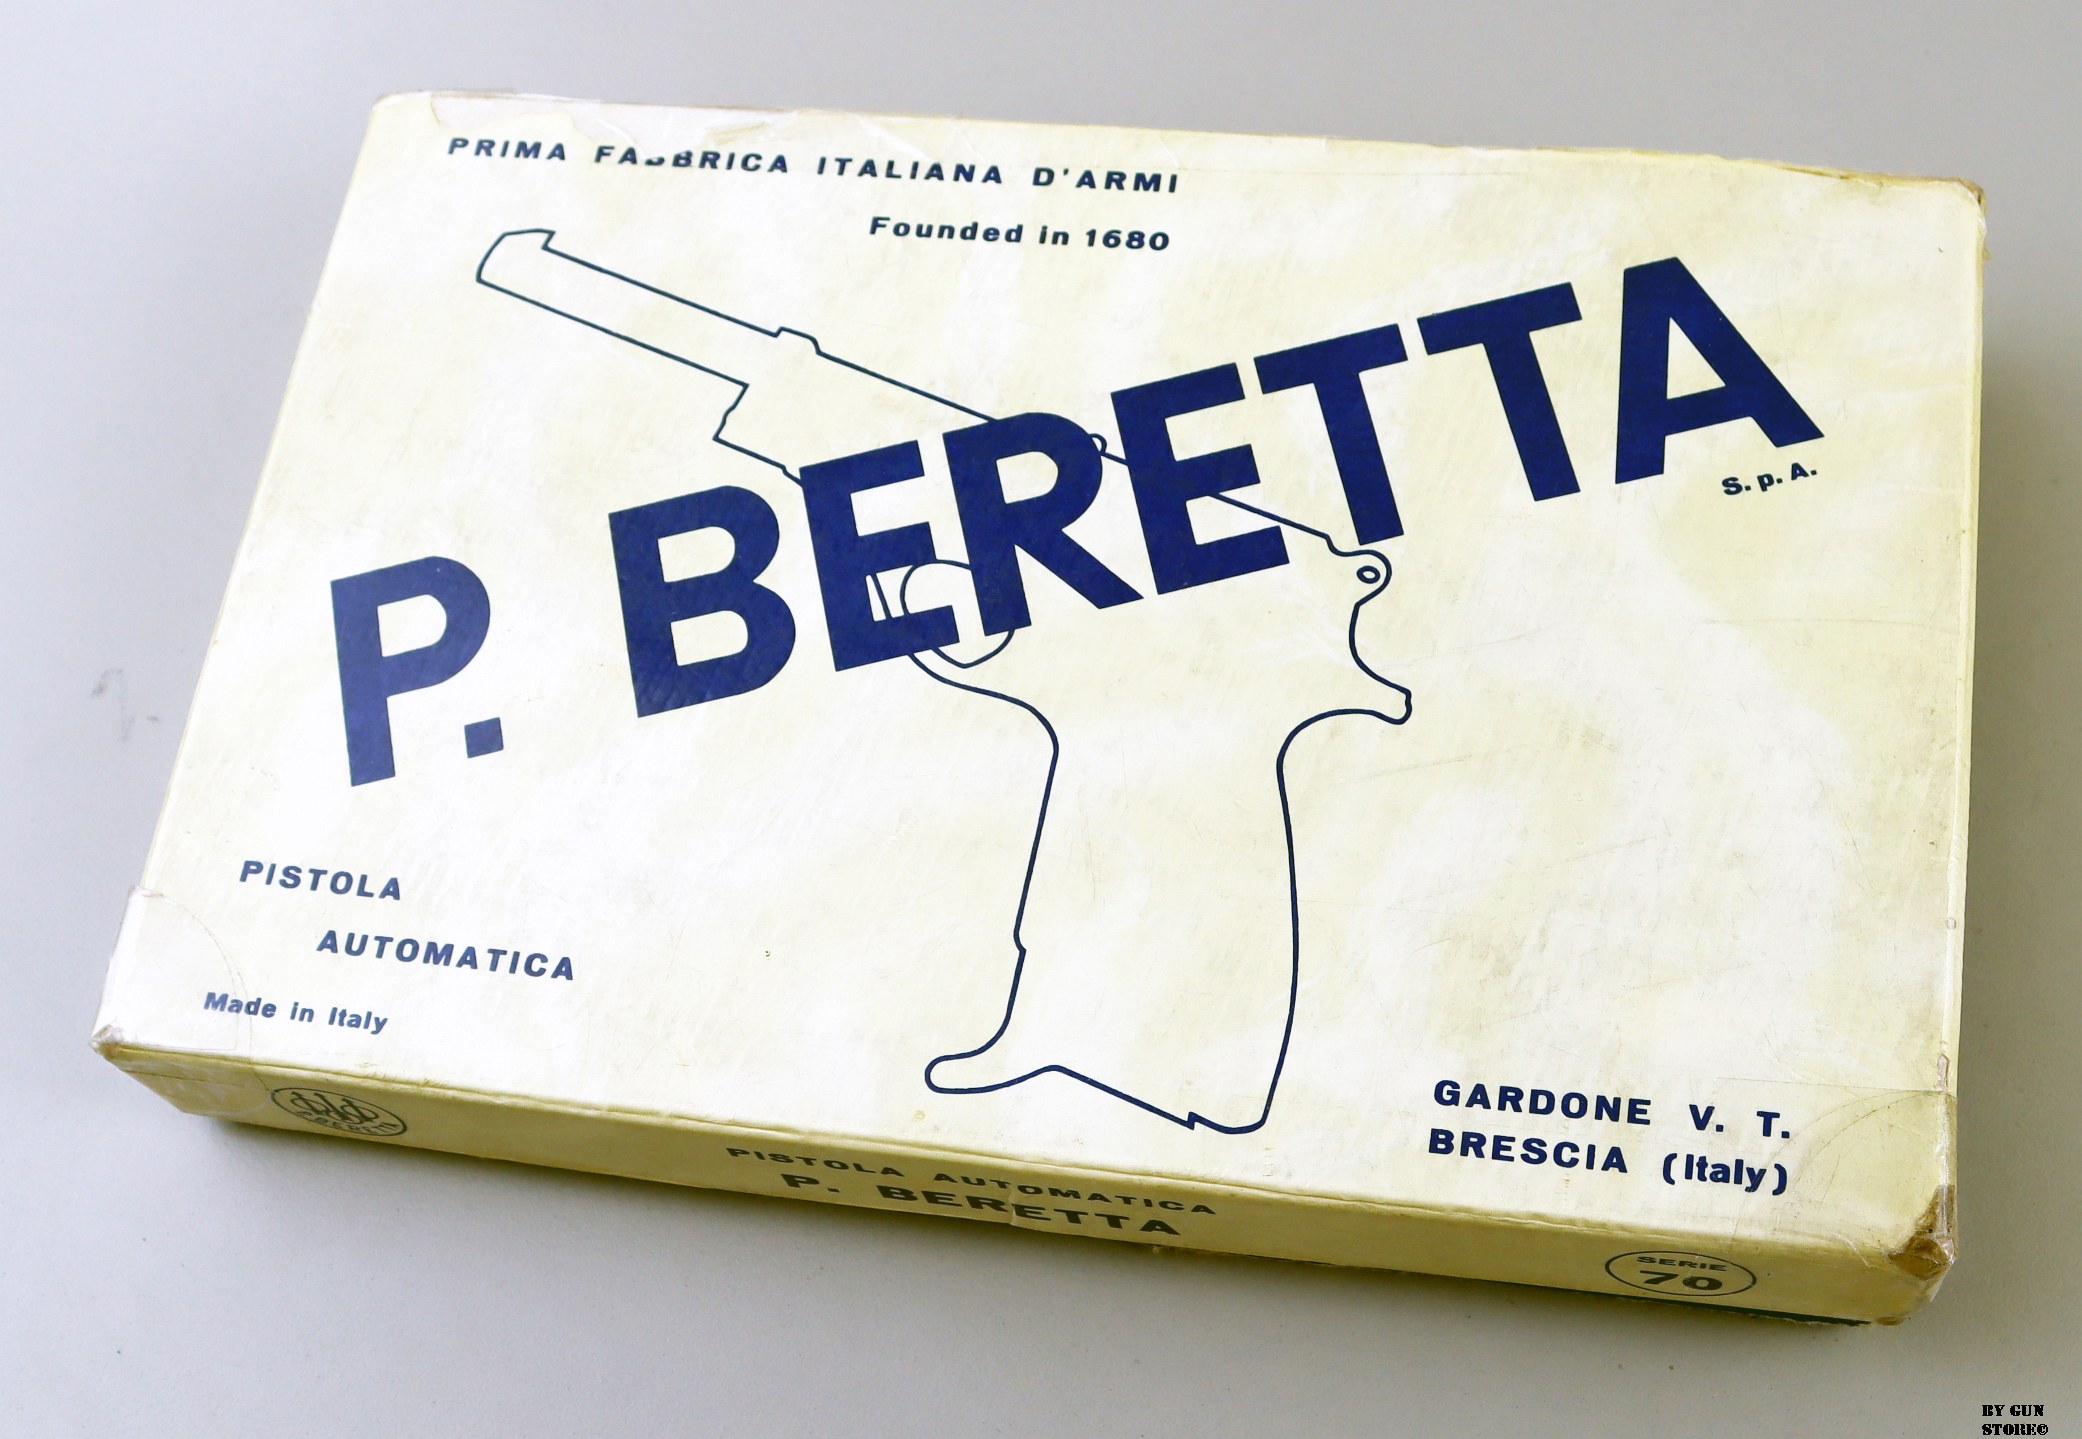 PRIMA FABBRICA ITALIANA D'ARMI
Founded in 1680
P. BERETTA
S.p.A.
PISTOLA
AUTOMATICA
Made in Italy
GARDONE V. T.
BRESCIA (Italy)
BERETTA
PISTOLA AUTOMATICA
P. BERETTA
SERIE
70
BY GUN
STORE©